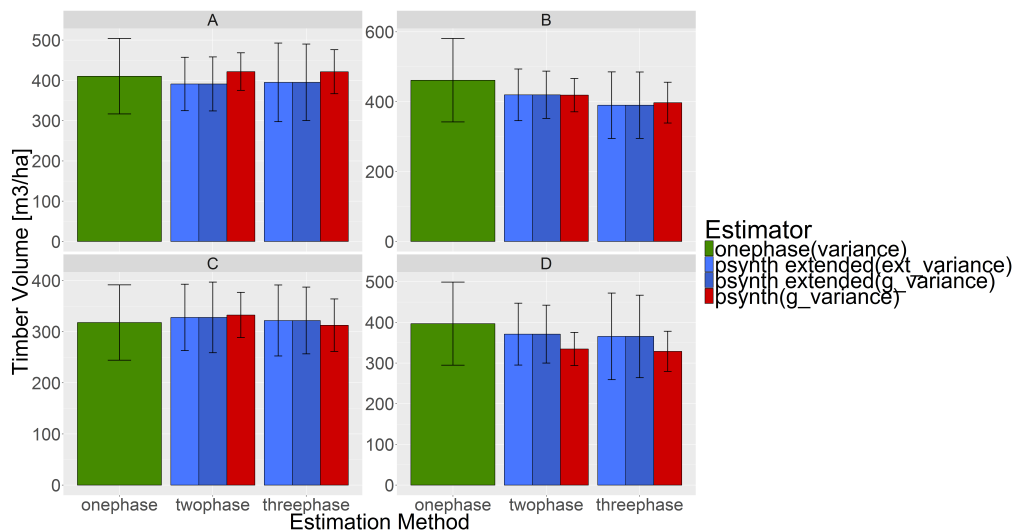 A
B
500
400
300
200
100
0
600
400
200
0
Timber Volume [m3/ha]
C
D
400
300
200
100
0
500
400
300
200
100
0
onephase
twophase
threephase
onephase
twophase
threephase
Estimation Method
Estimator
onephase(variance)
psynth extended(ext_variance)
psynth extended(g_variance)
psynth(g_variance)